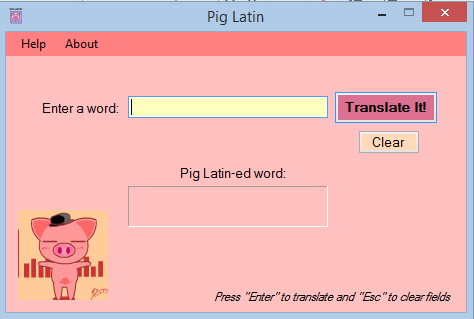 Pig Latin
Help About
Enter a word:
Translate It!
Clear
Pig Latin-ed word:
Press "Enter" to translate and "Esc" to clear fields